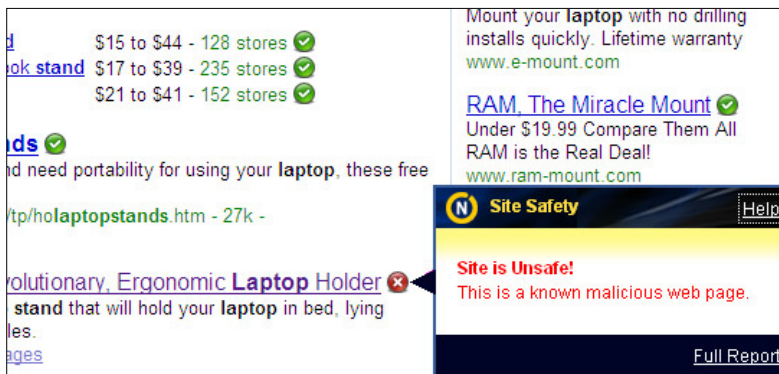 d $15 to $44 - 128 stores
ook stand $17 to $39 - 235 stores
$21 to $41 - 152 stores
nds
nd need portability for using your laptop, these free
/tp/holaptopstands.htm - 27k -
volutionary, Ergonomic Laptop Holder
stand that will hold your laptop in bed, lying
les.
ages
Mount your laptop with no drilling
installs quickly. Lifetime warranty
www.e-mount.com
RAM, The Miracle Mount
Under $19.99 Compare Them All
RAM is the Real Deal!
www.ram-mount.com
N Site Safety Help
Site is Unsafe!
This is a known malicious web page.
Full Report